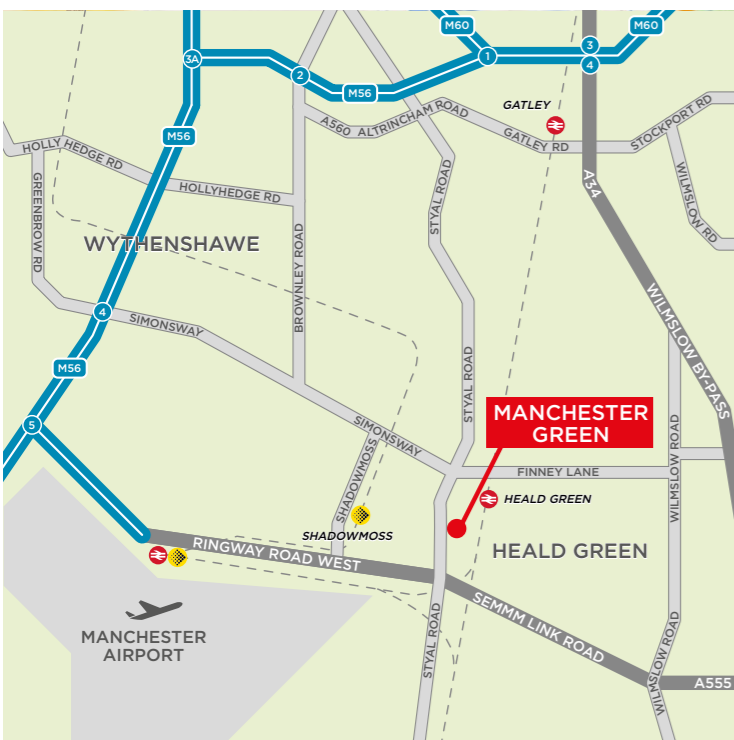 M60
M60
3
3A
1
4
2
M56
GATLEY
A560 ALTRINCHAM ROAD
STOCKPORT RD
M56
GATLEY RD
HOLLYHEDGE RD
WILMSLOW RD
A34
HOLLYHEDGE RD
GREENBROW RD
STYAL ROAD
WYTHENSHAWE
BROWNLEY ROAD
4
SIMONSWAY
WILMSLOW BY-PASS
M56
STYAL ROAD
MANCHESTER
GREEN
5
SIMONSWAY
WILMSLOW ROAD
FINNEY LANE
SHADOWMOSS
HEALD GREEN
SHADOWMOSS
RINGWAY ROAD WEST
HEALD GREEN
SEMMM LINK ROAD
MANCHESTER
AIRPORT
STYAL ROAD
WILMSLOW ROAD
A555